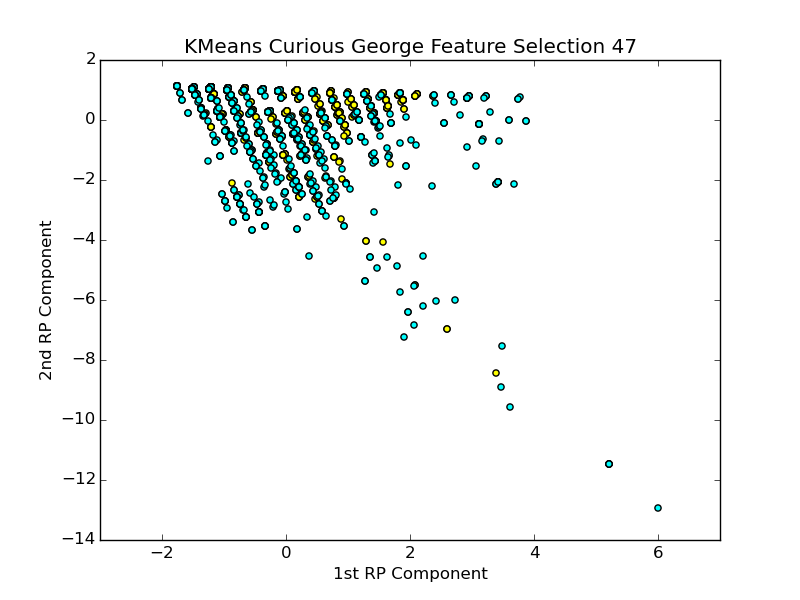 KMeans Curious George Feature Selection 47
2
0
−2
−4
−6
−8
−10
−12
−14
2nd RP Component
−2 0 2 4 6
1st RP Component